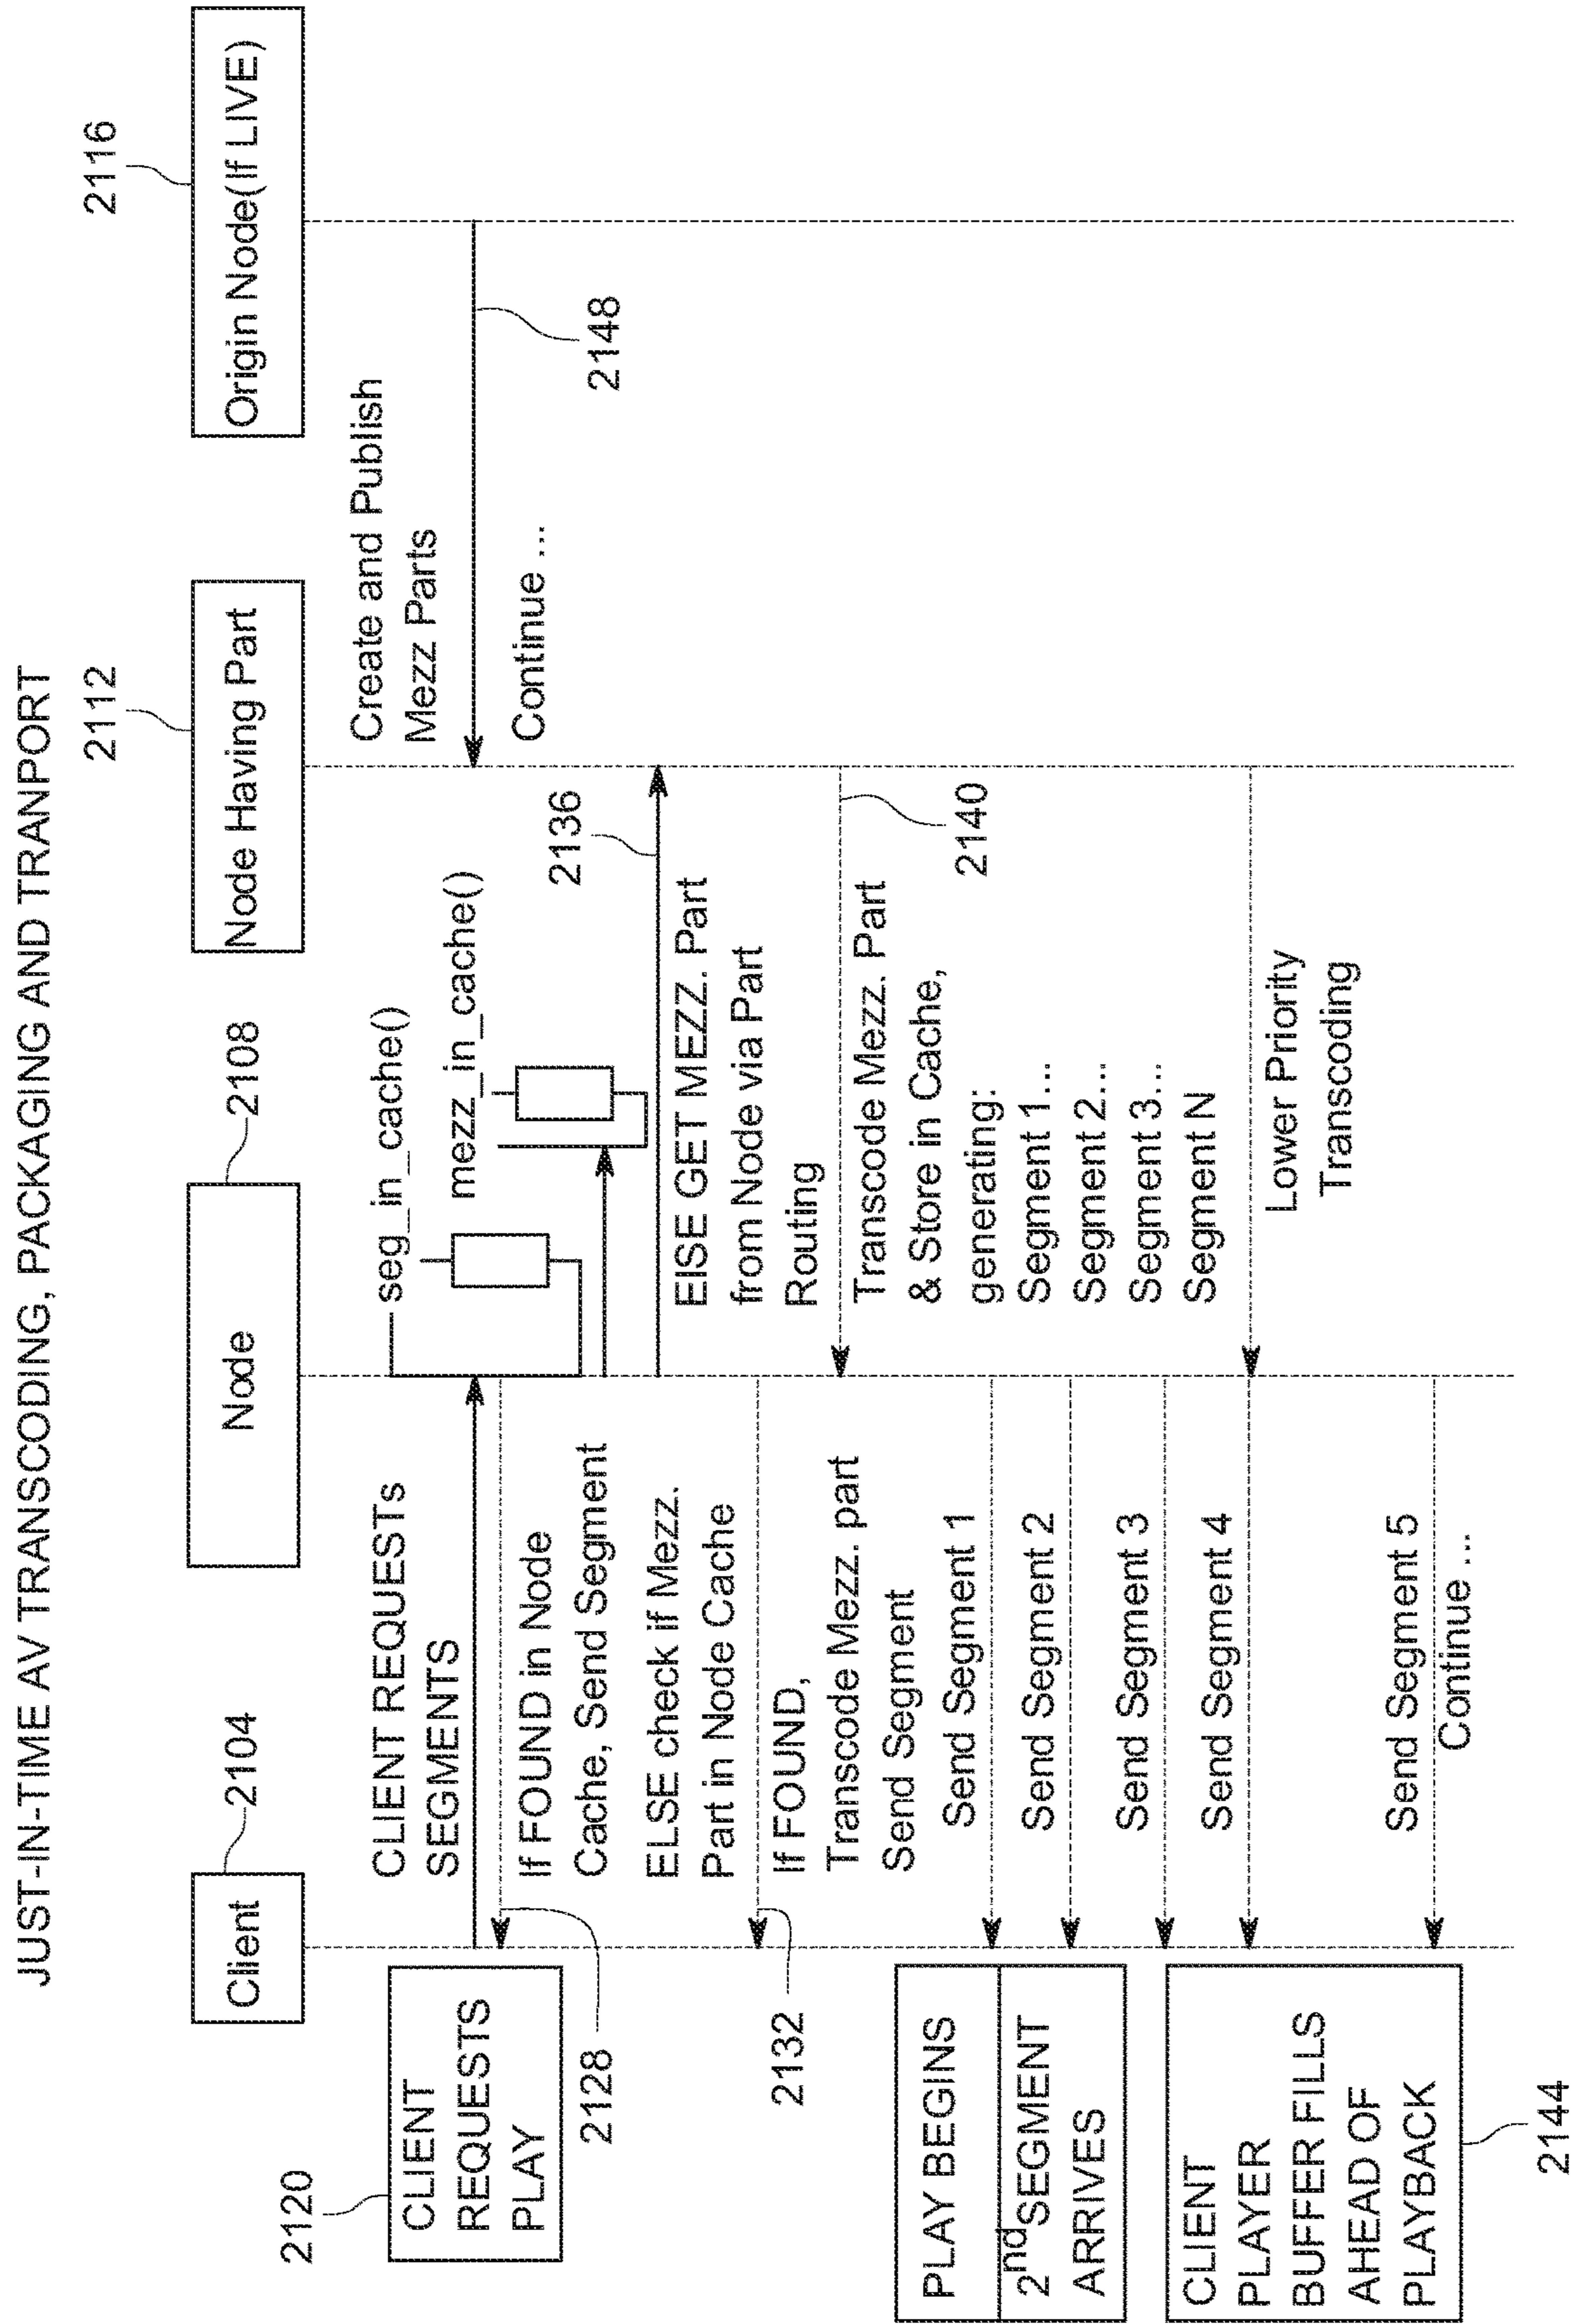 JUST-IN-TIME AV TRANSCODING, PACKAGING AND TRANPORT
2104
2108
2112
2116
Client
Node
Node Having Part
Origin Node(If LIVE)
2120
CLIENT
REQUESTS
PLAY
CLIENT REQUESTs
SEGMENTS
seg_in_cache()
mezz_in_cache()
Create and Publish
Mezz Parts
2148
Continue ...
2128
If FOUND in Node
Cache, Send Segment
ELSE check if Mezz.
Part in Node Cache
2136
EISE GET MEZZ. Part
from Node via Part
Routing
2132
If FOUND,
Transcode Mezz. part
Send Segment
2140
Transcode Mezz. Part
& Store in Cache,
generating:
Segment 1...
Segment 2...
Segment 3...
Segment N
PLAY BEGINS
2nd SEGMENT
ARRIVES
Send Segment 1
Send Segment 2
Send Segment 3
Send Segment 4
Lower Priority
Transcoding
CLIENT
PLAYER
BUFFER FILLS
AHEAD OF
PLAYBACK
2144
Send Segment 5
Continue ...